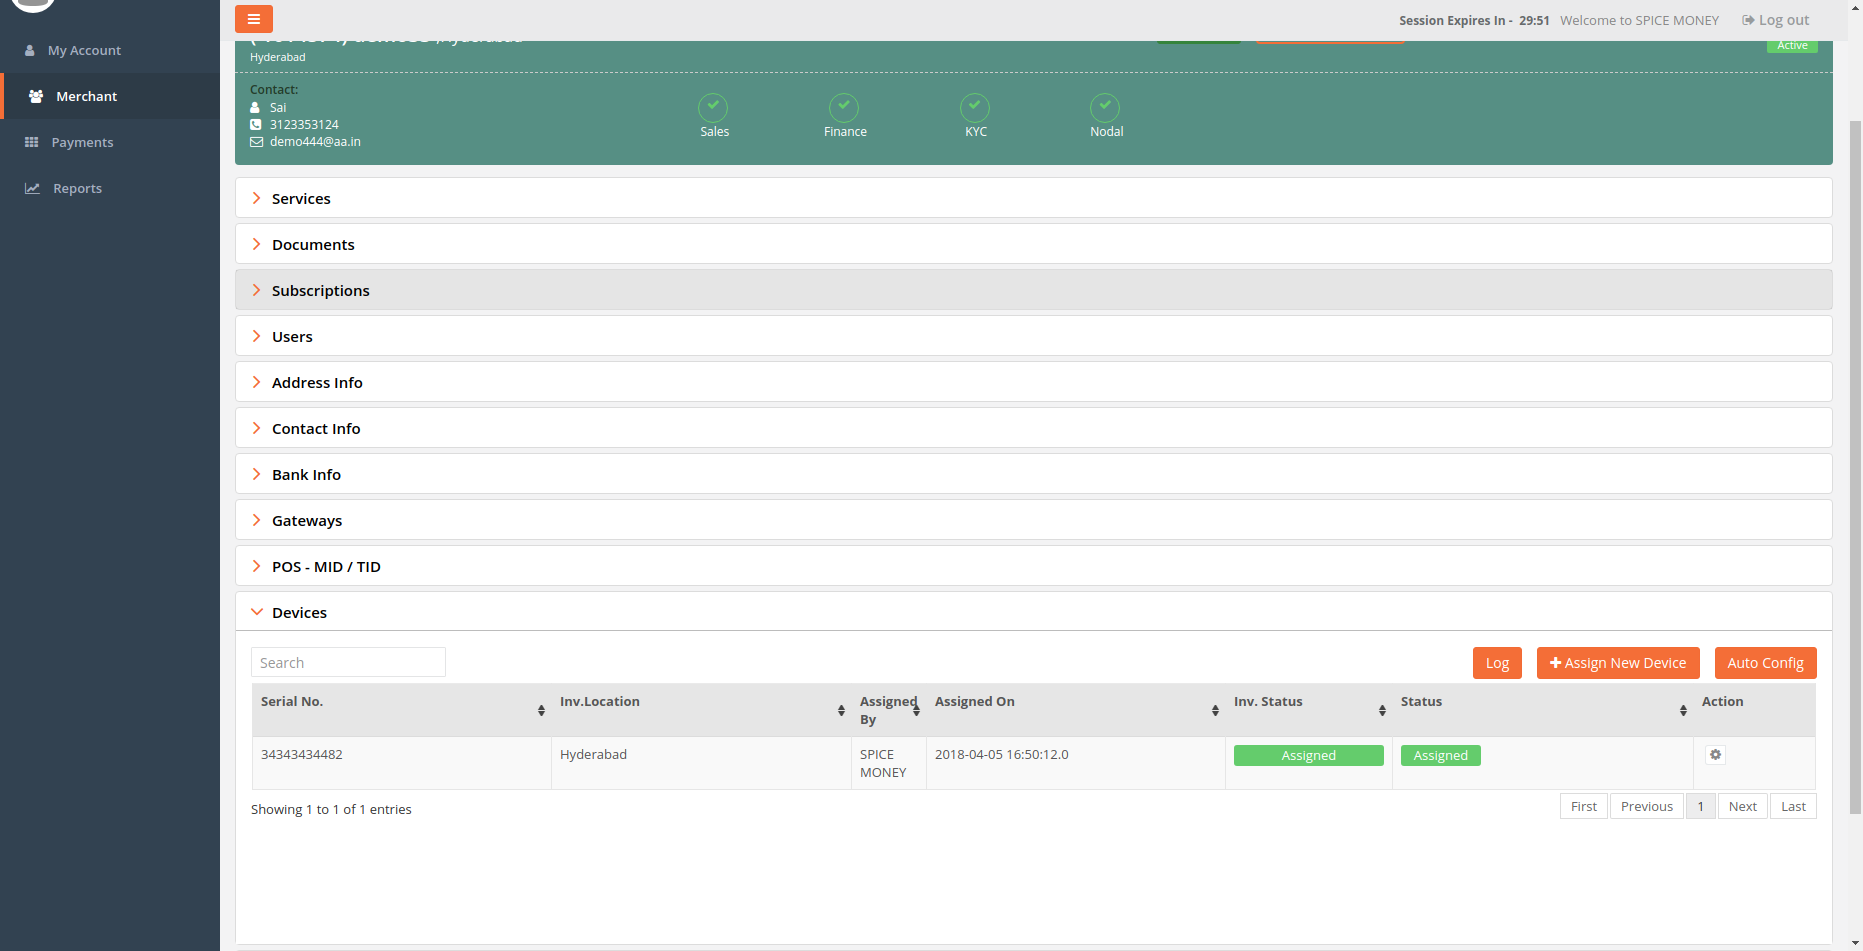 Session Expires In - 29:51 Welcome to SPICE MONEY Log out
My Account
Merchant
Payments
Reports
Hyderabad
Active
Contact:
Sai
3123353124
demo444@aa.in
Sales
Finance
KYC
Nodal
Services
Documents
Subscriptions
Users
Address Info
Contact Info
Bank Info
Gateways
POS - MID / TID
Devices
Search
Log
Assign New Device
Auto Config
Serial No. Inv.Location Assigned By Assigned On Inv. Status Status Action
34343434482 Hyderabad SPICE MONEY 2018-04-05 16:50:12.0 Assigned Assigned
Showing 1 to 1 of 1 entries
First Previous 1 Next Last